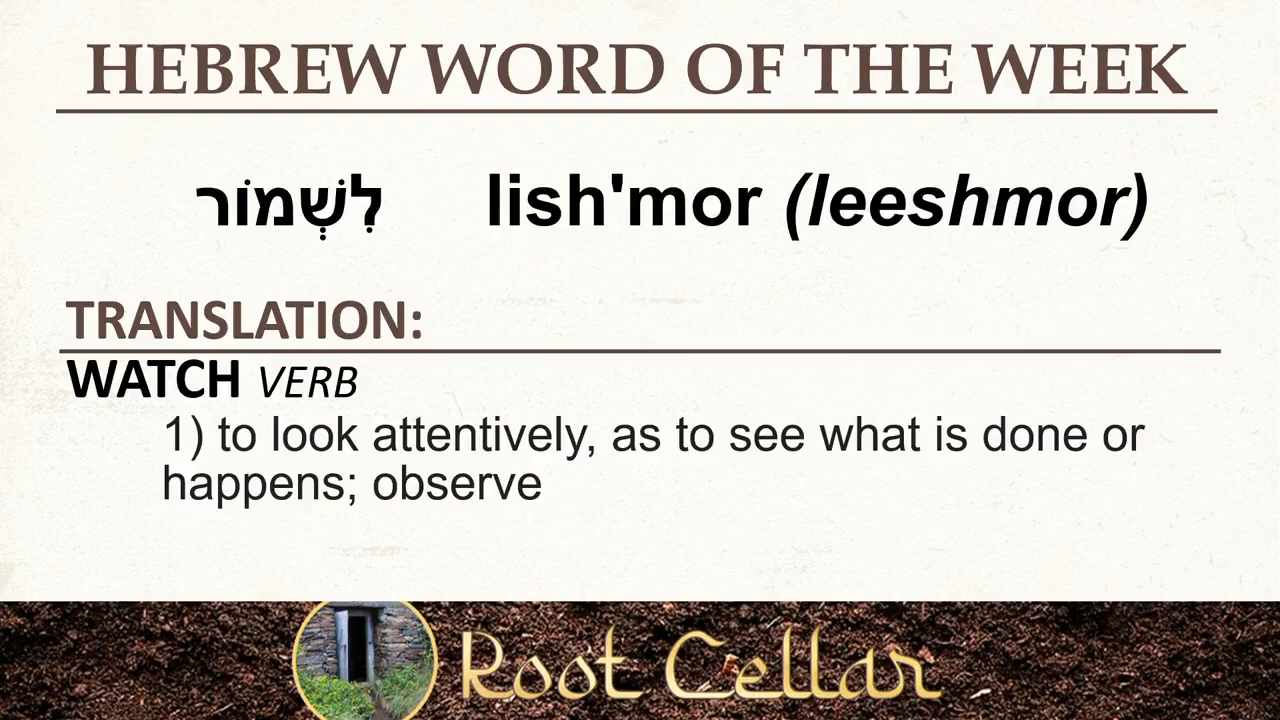 HEBREW WORD OF THE WEEK
לִשְׁמוֹר lish'mor (leeshmor)
TRANSLATION:
WATCH VERB
1) to look attentively, as to see what is done or
happens; observe
Root Cellar